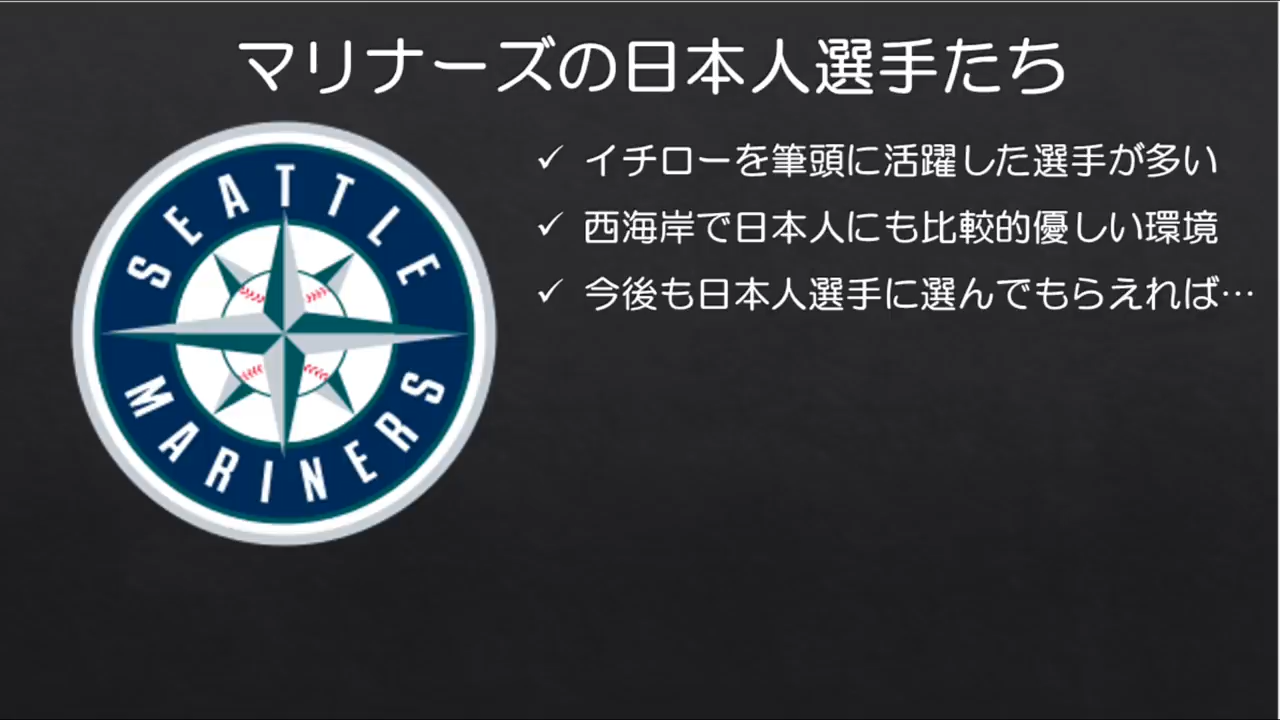 マリナーズの日本人選手たち
SEATTLE
MARINERS
✓ イチローを筆頭に活躍した選手が多い
✓ 西海岸で日本人にも比較的優しい環境
✓ 今後も日本人選手に選んでもらえれば…